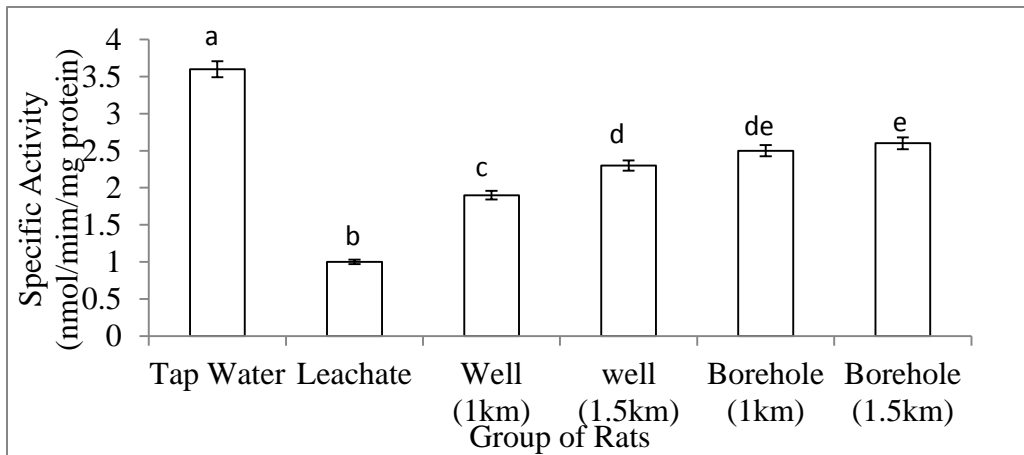 Specific Activity
(nmol/mim/mg protein)
4
3.5
3
2.5
2
1.5
1
0.5
0
a
b
c
d
de
e
Tap Water
Leachate
Well
(1km)
well
(1.5km)
Borehole
(1km)
Borehole
(1.5km)
Group of Rats